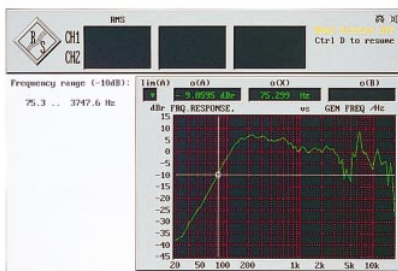 RMS
R S
CH1
CH2
Ctrl D to resume
Frequency range (-10dB):
75.3 .. 3747.6 Hz
lim(A) o(A) o(X) o(B)
- 9.8595 dBr 75.299 Hz
dBr FRQ.RESPONSE. vs GEN FREQ /Hz
15
10
5
0
-5
-10
-15
-20
-25
-30
-35
-40
-45
20 50 100 200 1k 2k 5k 10k